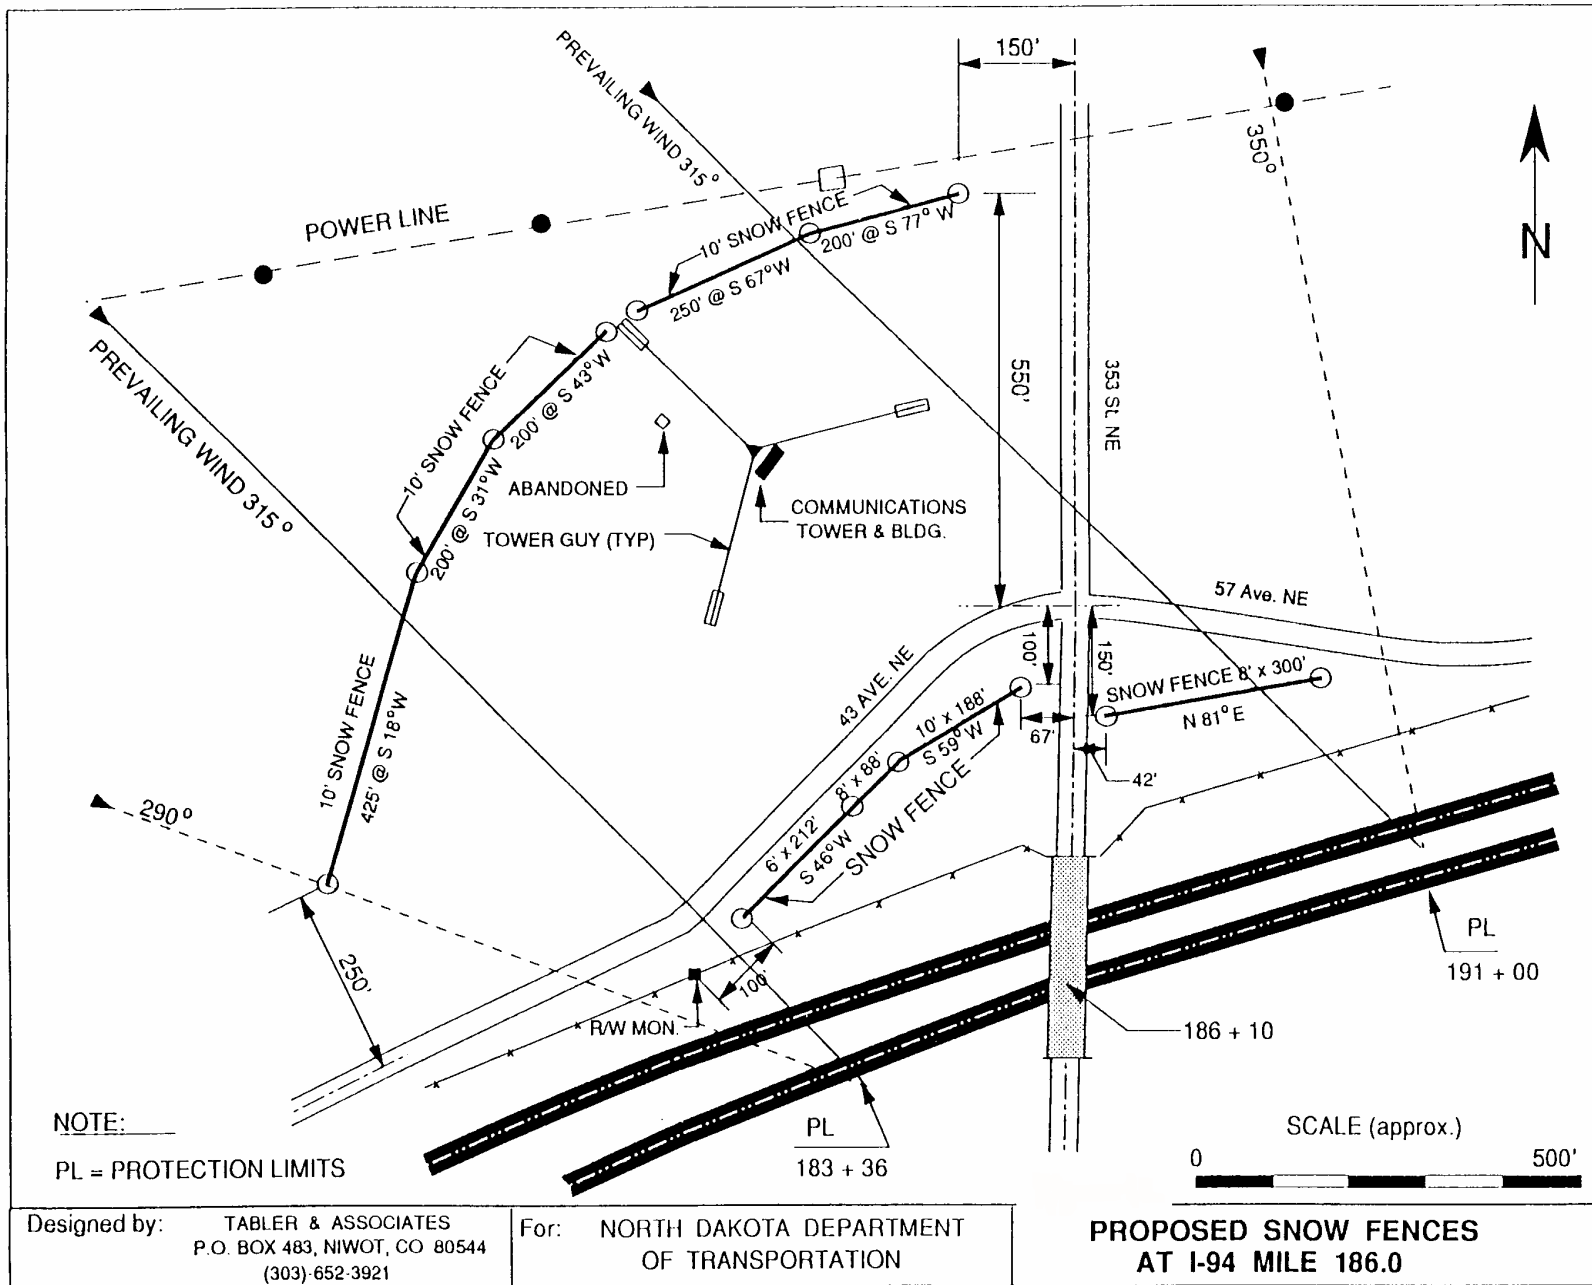 150'
PREVAILING WIND 315°
350°
POWER LINE
10' SNOW FENCE
200' @ S 77° W
250' @ S 67°W
N
PREVAILING WIND 315°
10' SNOW FENCE
200' @ S 43°W
200' @ S 31°W
550'
353 St. NE
ABANDONED
COMMUNICATIONS
TOWER & BLDG.
TOWER GUY (TYP)
57 Ave. NE
10' SNOW FENCE
425' @ S 18°W
43 AVE. NE
100'
150'
SNOW FENCE 8' x 300'
N 81°E
10' x 188'
S 59°W
67'
42'
8' x 88'
6' x 212'
S 46°W
SNOW FENCE
290°
250'
100'
R/W MON.
PL
191 + 00
186 + 10
PL
183 + 36
NOTE:
PL = PROTECTION LIMITS
SCALE (approx.)
0 500'
Designed by:
TABLER & ASSOCIATES
P.O. BOX 483, NIWOT, CO 80544
(303)-652-3921
For:
NORTH DAKOTA DEPARTMENT
OF TRANSPORTATION
PROPOSED SNOW FENCES
AT I-94 MILE 186.0